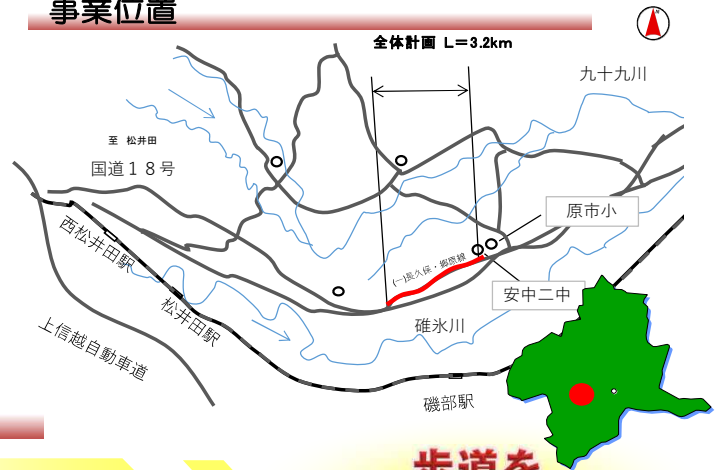 事業位置
全体計画 L=3.2km
九十九川
至 松井田
国道18号
原市小
西松井田駅
(一)長久保・郷原線
安中二中
松井田駅
碓氷川
上信越自動車道
磯部駅
歩道を